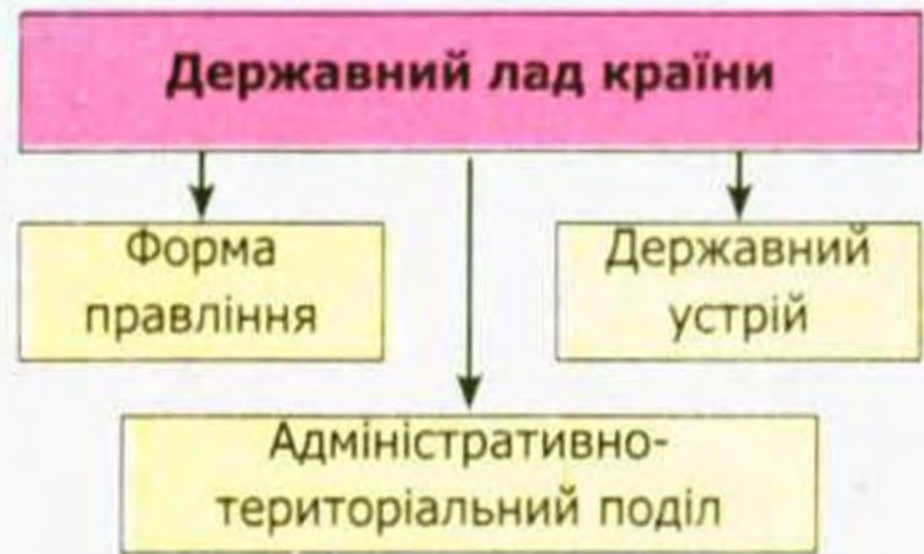 Державний лад країни
Форма
правління
Державний
устрій
Адміністративно-
територіальний поділ